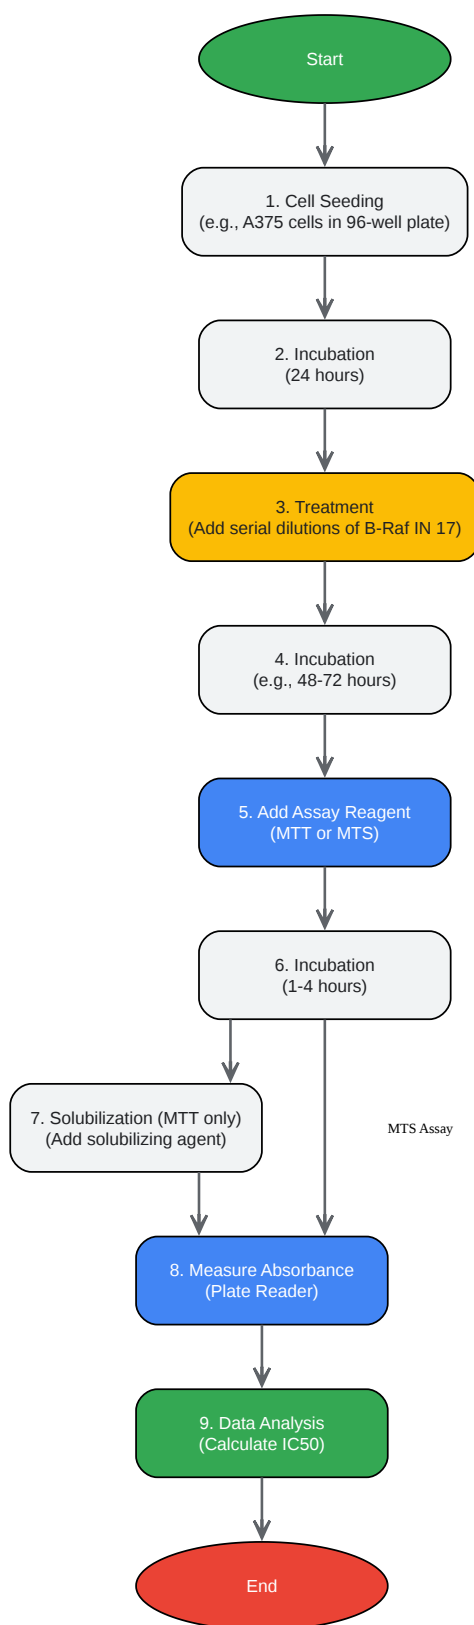 Start
1. Cell Seeding
(e.g., A375 cells in 96-well plate)
2. Incubation
(24 hours)
3. Treatment
(Add serial dilutions of B-Raf IN 17)
4. Incubation
(e.g., 48-72 hours)
5. Add Assay Reagent
(MTT or MTS)
6. Incubation
(1-4 hours)
7. Solubilization (MTT only)
(Add solubilizing agent)
MTS Assay
8. Measure Absorbance
(Plate Reader)
9. Data Analysis
(Calculate IC50)
End